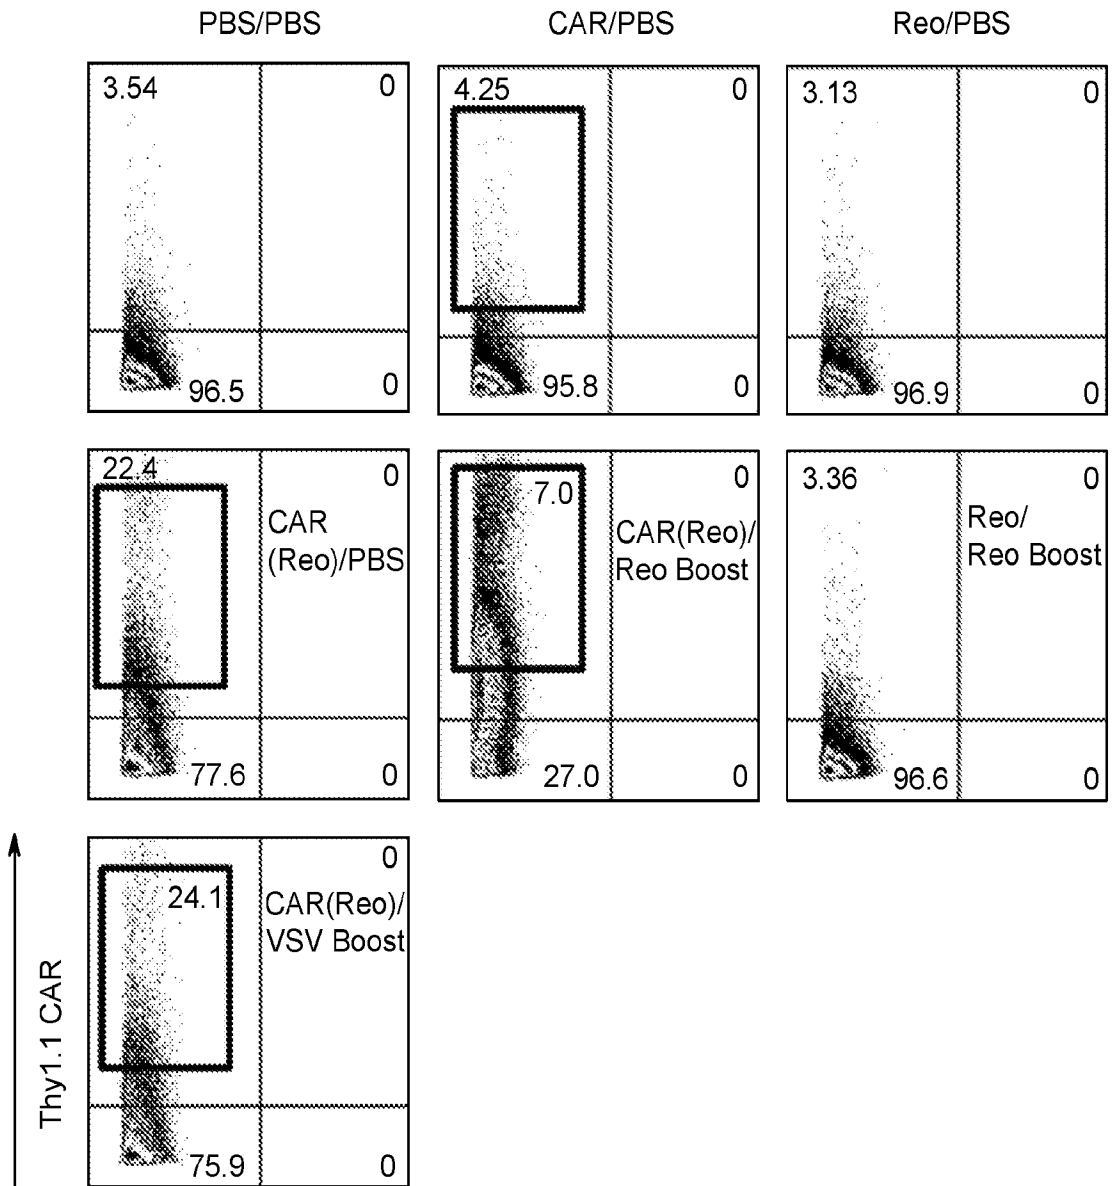 PBS/PBS
CAR/PBS
Reo/PBS
3.54
0
96.5
0
4.25
0
95.8
0
3.13
0
96.9
0
22.4
0
CAR
(Reo)/PBS
77.6
0
7.0
0
CAR(Reo)/
Reo Boost
27.0
0
3.36
0
Reo/
Reo Boost
96.6
0
24.1
0
CAR(Reo)/
VSV Boost
75.9
0
Thy1.1 CAR